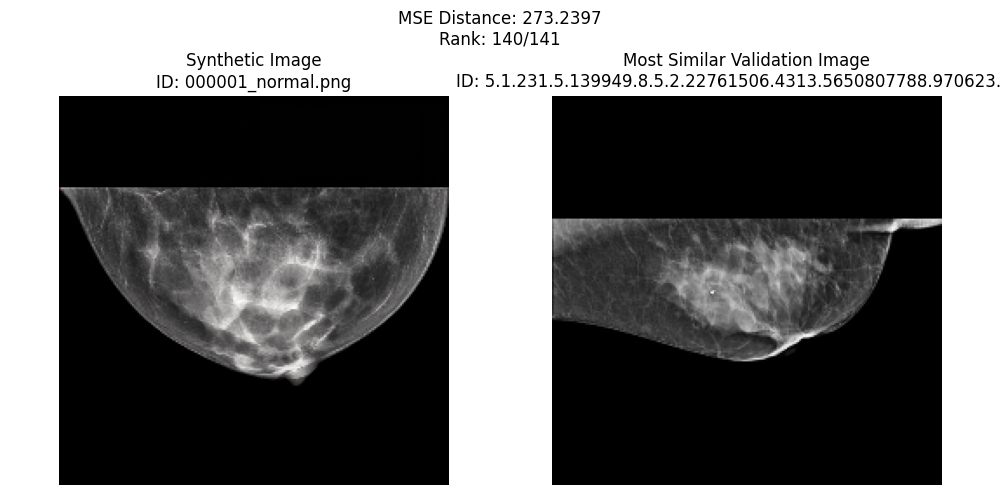 MSE Distance: 273.2397
Rank: 140/141
Synthetic Image
ID: 000001_normal.png
Most Similar Validation Image
ID: 5.1.231.5.139949.8.5.2.22761506.4313.5650807788.970623.